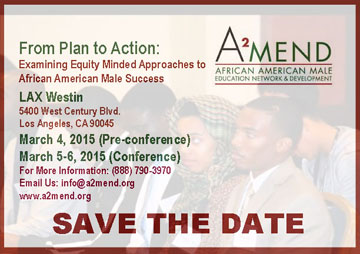 From Plan to Action:
Examining Equity Minded Approaches to
African American Male Success
A²MEND
AFRICAN AMERICAN MALE
EDUCATION NETWORK & DEVELOPMENT
LAX Westin
5400 West Century Blvd.
Los Angeles, CA 90045
March 4, 2015 (Pre-conference)
March 5-6, 2015 (Conference)
For More Information: (888) 790-3970
Email Us: info@a2mend.org
www.a2mend.org
SAVE THE DATE